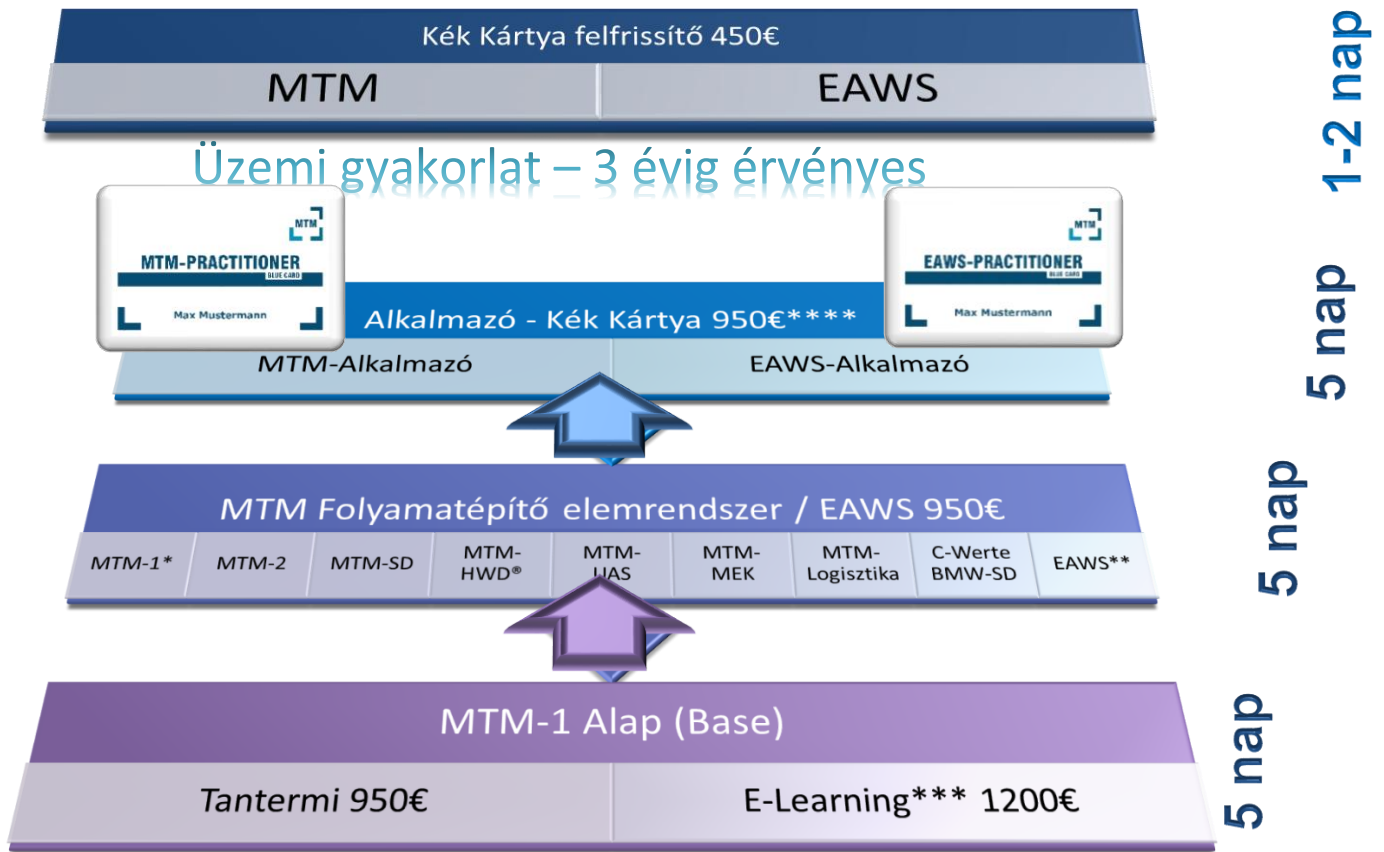 Kék Kártya felfrissítő 450€
MTM
EAWS
1-2 nap
Üzemi gyakorlat – 3 évig érvényes
MTM
MTM-PRACTITIONER
BLUE CARD
Max Mustermann
MTM
EAWS-PRACTITIONER
BLUE CARD
Max Mustermann
Alkalmazó - Kék Kártya 950€****
MTM-Alkalmazó
EAWS-Alkalmazó
5 nap
MTM Folyamatépítő elemrendszer / EAWS 950€
MTM-1*
MTM-2
MTM-SD
MTM-
HWD®
MTM-
UAS
MTM-
MEK
MTM-
Logisztika
C-Werte
BMW-SD
EAWS**
5 nap
MTM-1 Alap (Base)
Tantermi 950€
E-Learning*** 1200€
5 nap